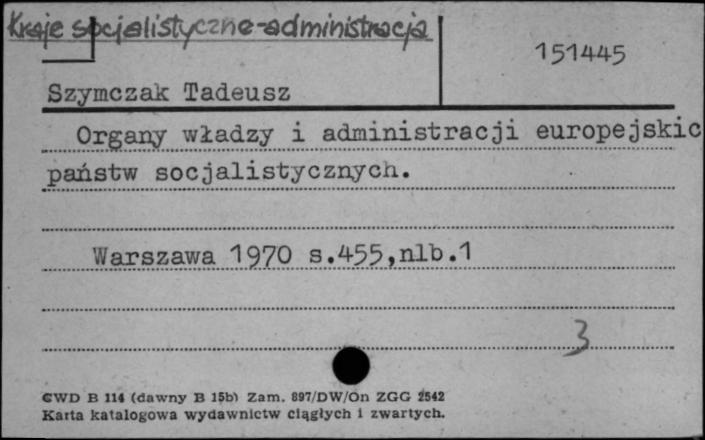 Kraje socjalistyczne-administracja
151445
Szymczak Tadeusz
Organy władzy i administracji europejskic
państw socjalistycznych.
Warszawa 1970 s.455,nlb.1
3
CWD B 114 (dawny B 15b) Zam. 897/DW/On ZGG 2542
Karta katalogowa wydawnictw ciągłych i zwartych.